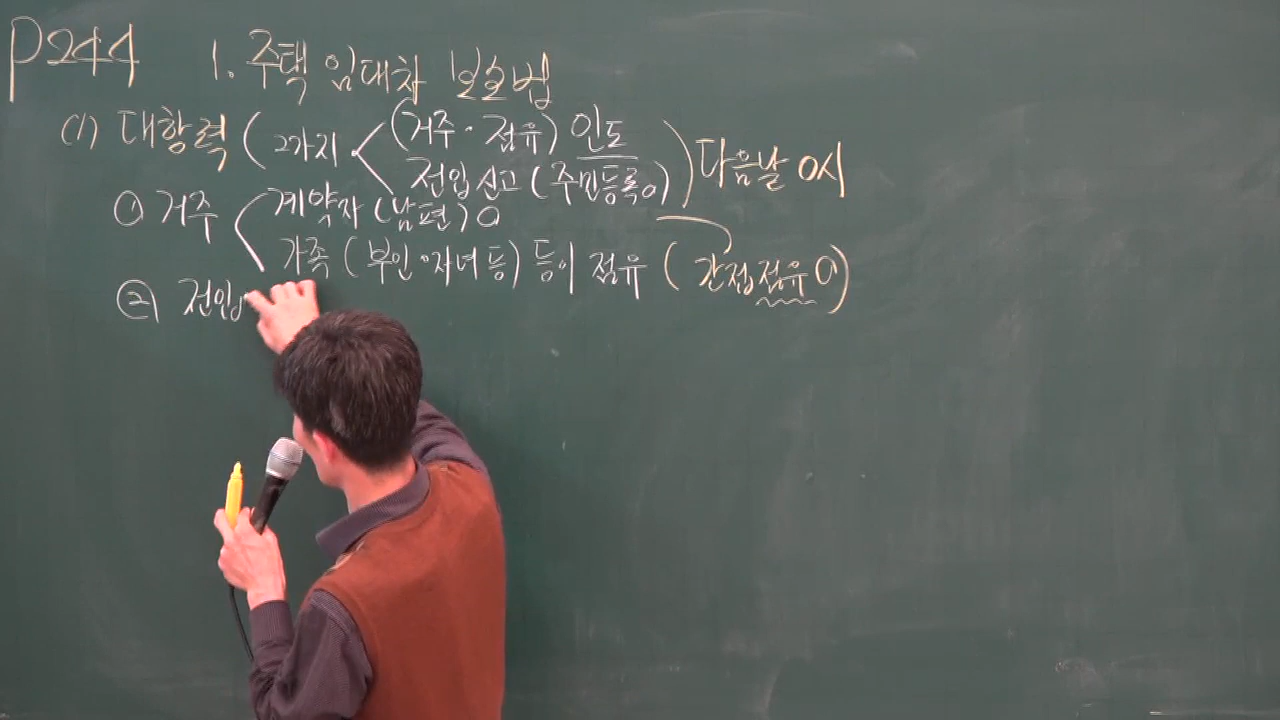 P244
1. 주택임대차 보호법
(1) 대항력 ( 2가지 < (거주·점유) 인도
전입신고 (주민등록o) ) 다음날 0시
① 거주 < 계약자 (남편) O
가족 (부인·자녀 등) 등이 점유 ( 간접점유 O )
② 전입